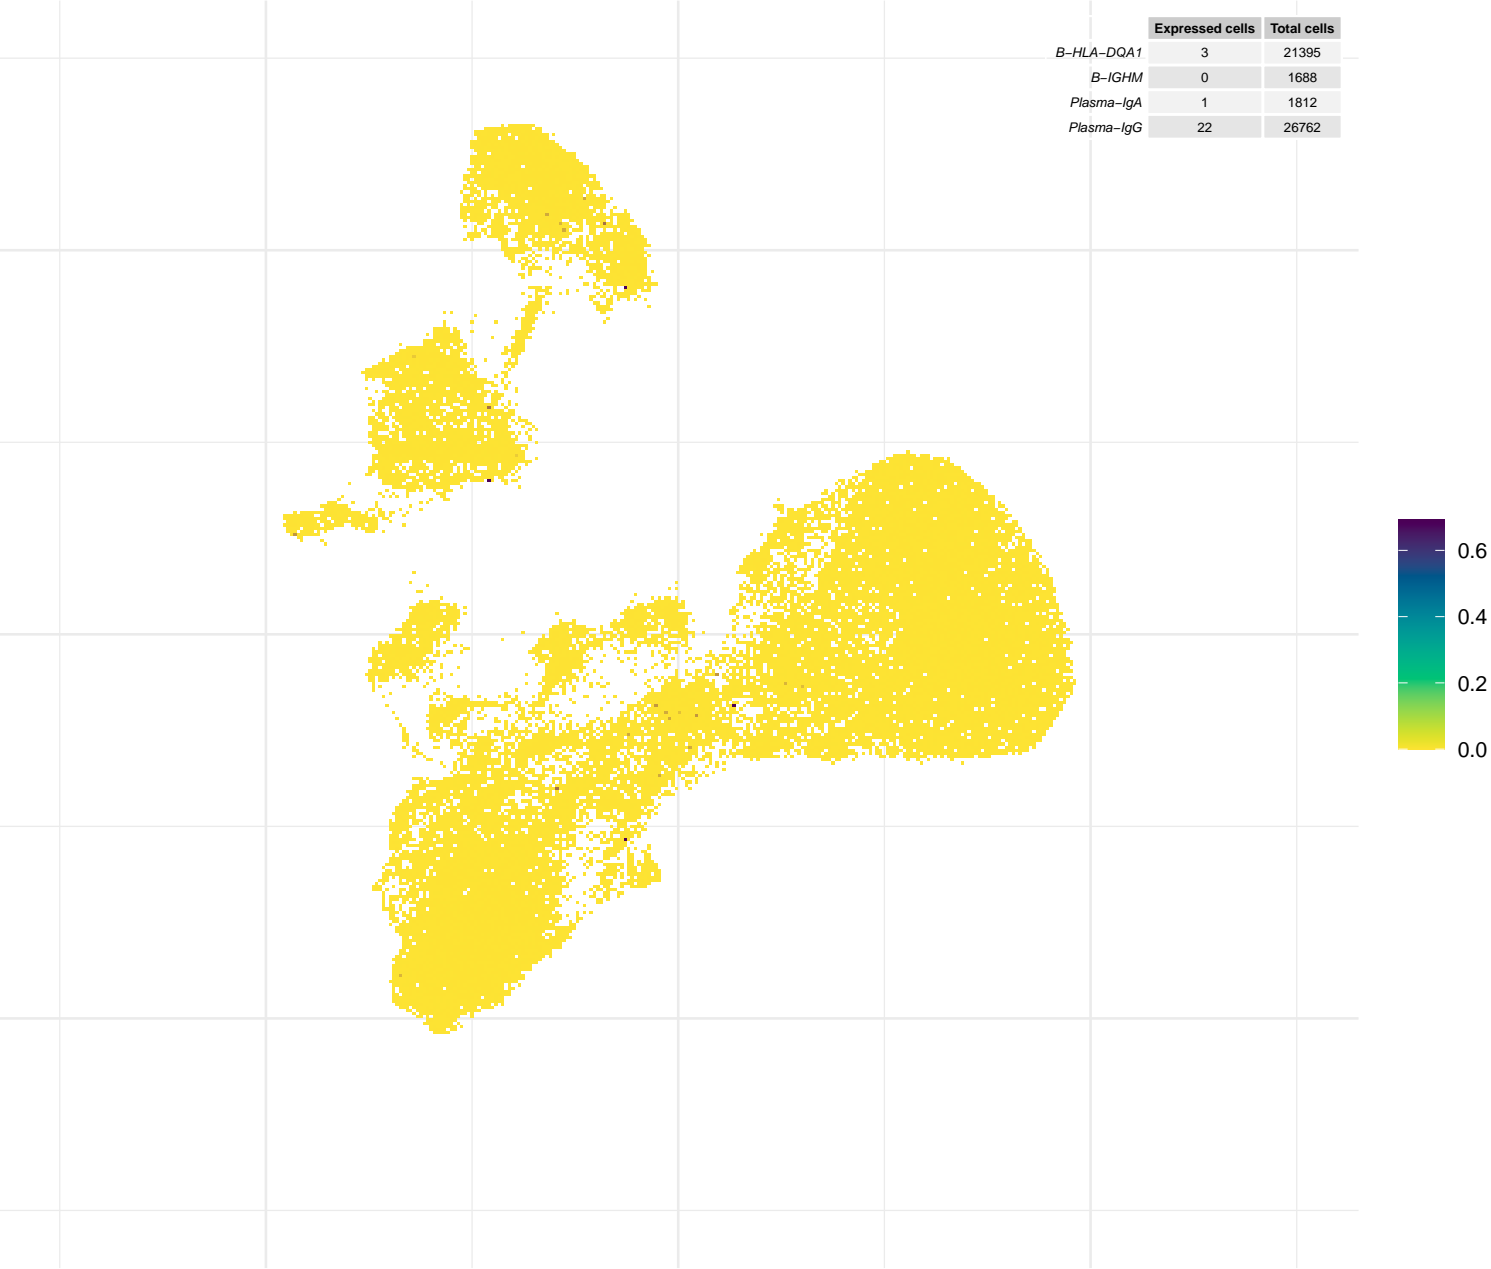 Expressed cells Total cells
B−HLA−DQA1 3 21395
B−IGHM 0 1688
Plasma−IgA 1 1812
Plasma−IgG 22 26762
0.6
0.4
0.2
0.0